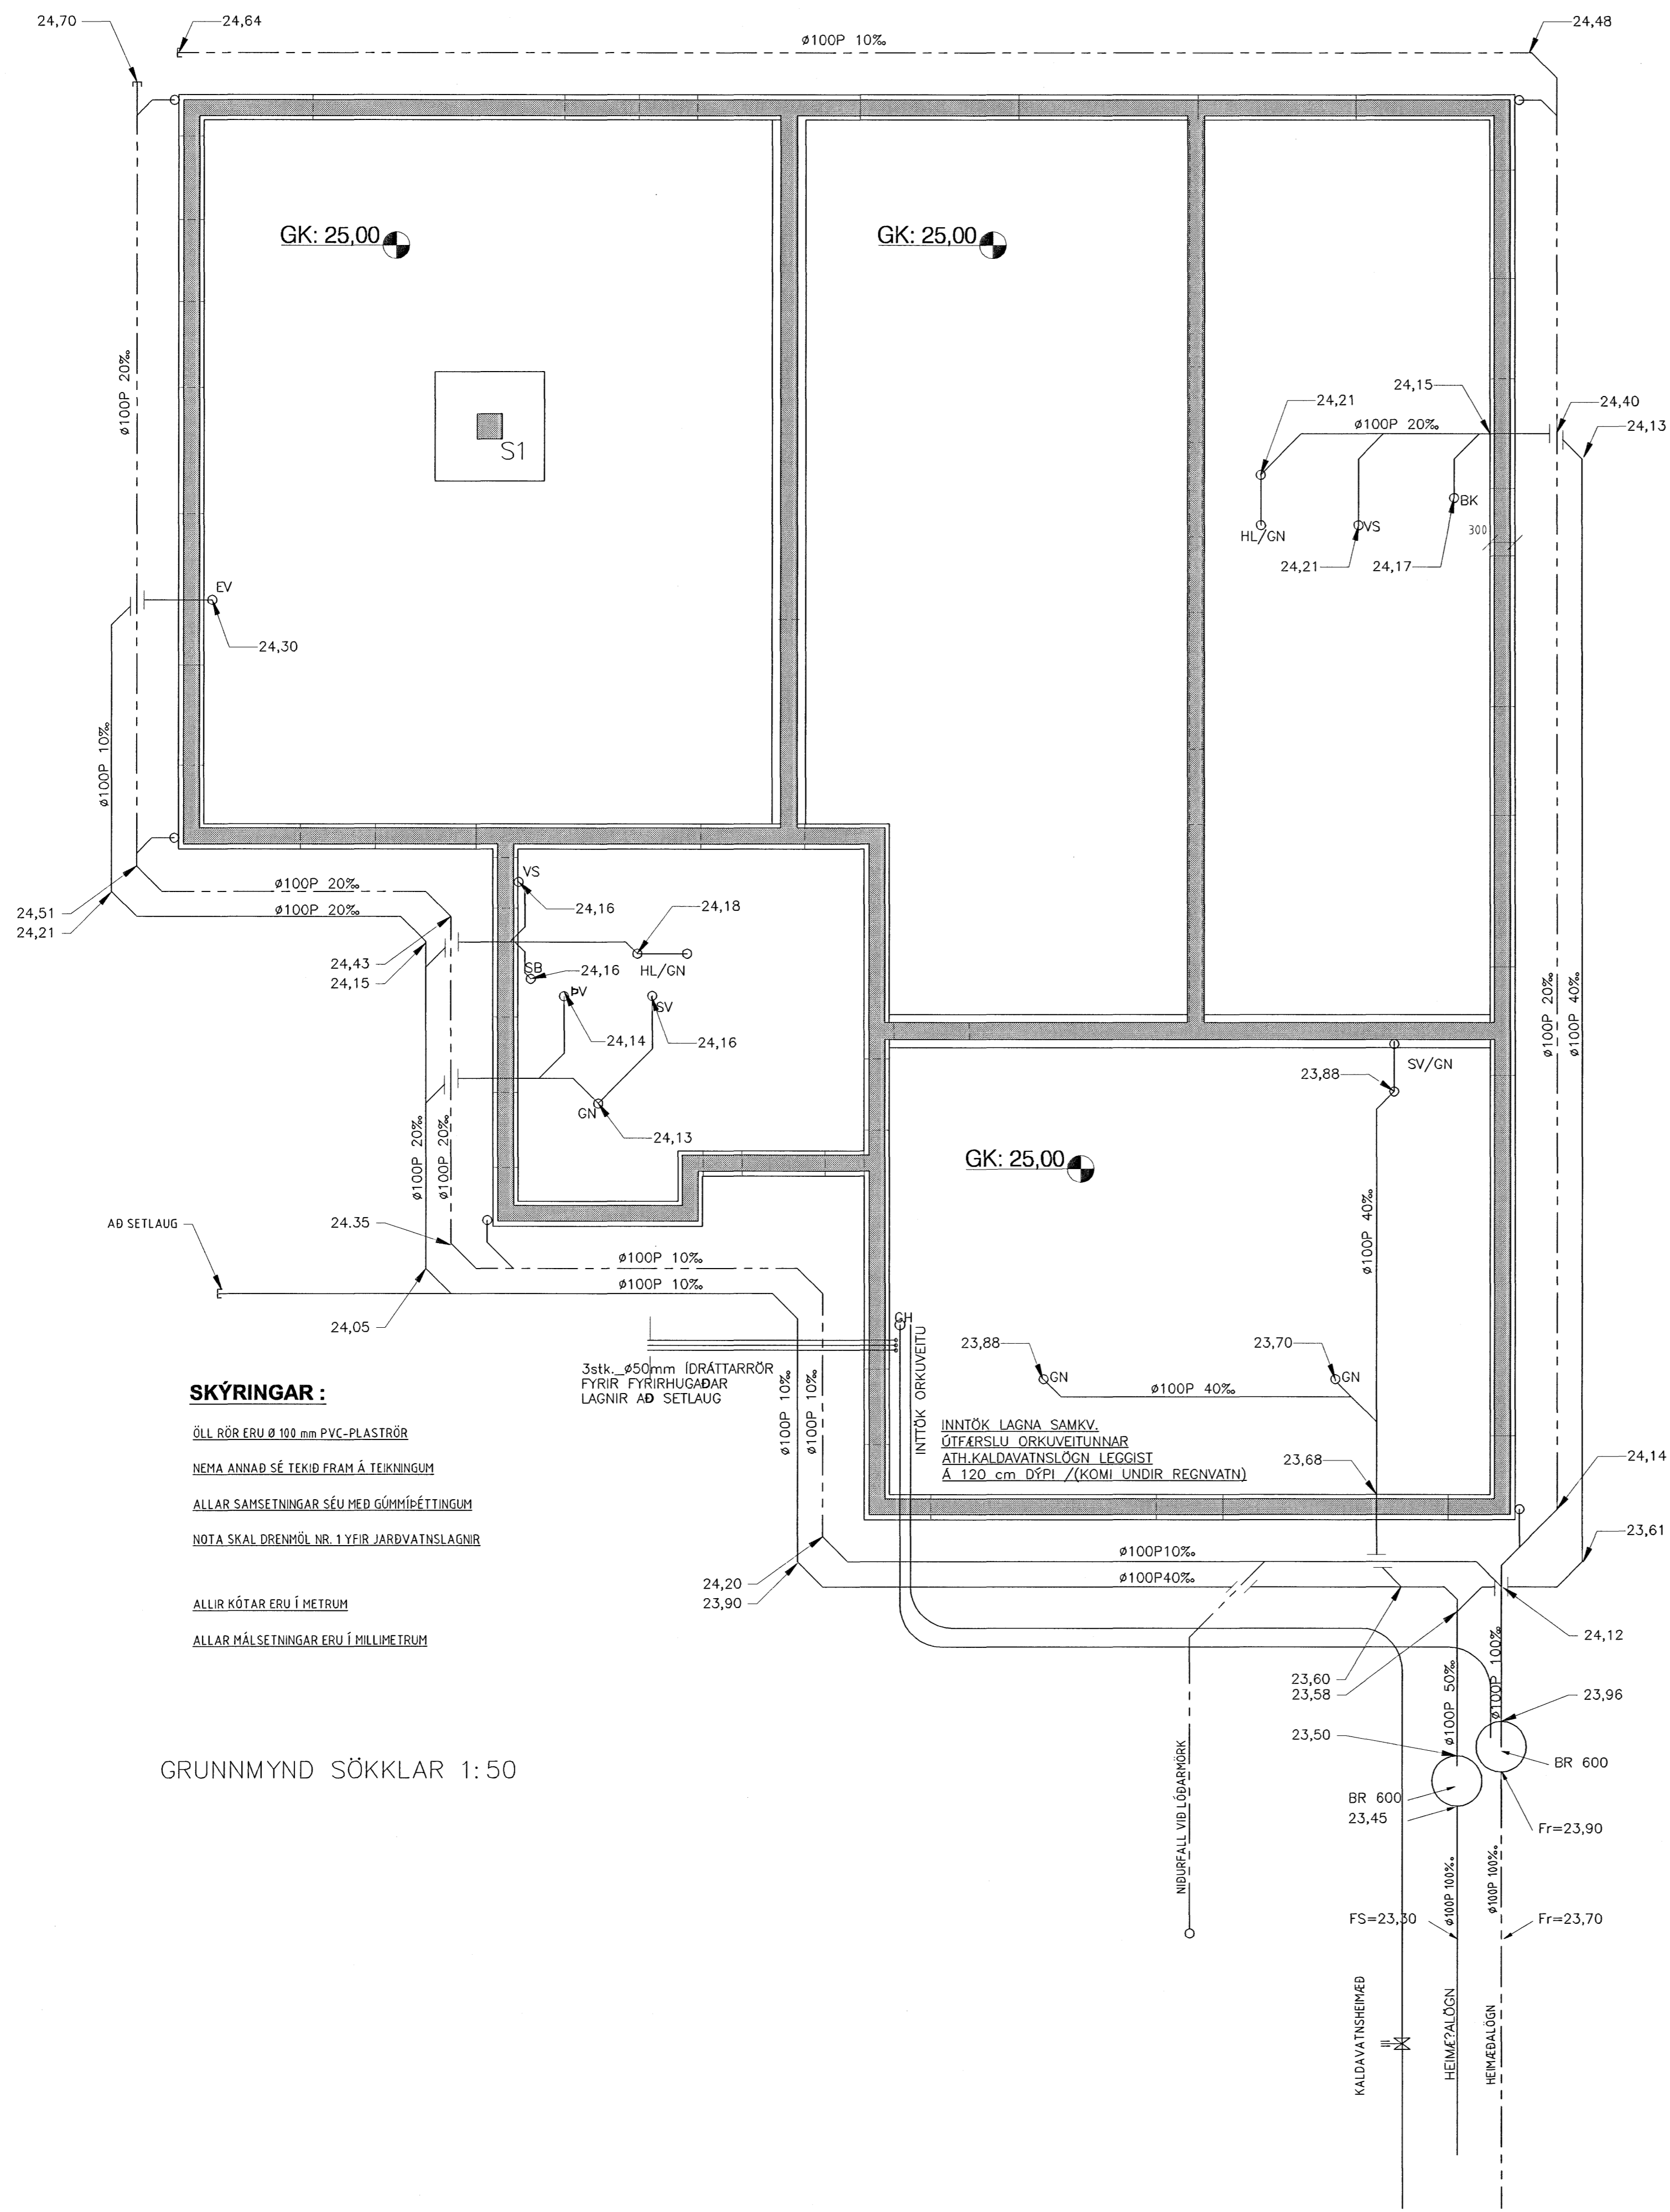 24,70
24,64
ø100P 10‰
24,48
GK: 25,00
GK: 25,00
ø100P 20‰
S1
24,15
24,21
ø100P 20‰
24,40
24,13
BK
VS
HL/GN
300
24,21
24,17
EV
24,30
ø100P 10‰
ø100P 20‰
ø100P 20‰
24,51
24,21
24,43
24,15
VS
24,16
24,18
SB
24,16
HL/GN
ÞV
SV
24,14
24,16
GN
24,13
ø100P 20‰
ø100P 20‰
ø100P 20‰
ø100P 40‰
SV/GN
23,88
GK: 25,00
ø100P 40‰
AÐ SETLAUG
24.35
24,05
ø100P 10‰
ø100P 10‰
GH
INTTÖK ORKUVEITU
3stk._ø50mm ÍDRÁTTARRÖR
FYRIR FYRIRHUGAÐAR
LAGNIR AÐ SETLAUG
ø100P 10‰
ø100P 10‰
23,88
GN
23,70
GN
ø100P 40‰
INNTÖK LAGNA SAMKV.
ÚTFÆRSLU ORKUVEITUNNAR
ATH.KALDAVATNSLÖGN LEGGIST
Á 120 cm DÝPI /(KOMI UNDIR REGNVATN)
23,68
24,14
23,61
SKÝRINGAR :
ÖLL RÖR ERU Ø 100 mm PVC-PLASTRÖR
NEMA ANNAÐ SÉ TEKIÐ FRAM Á TEIKNINGUM
ALLAR SAMSETNINGAR SÉU MEÐ GÚMMÍÞÉTTINGUM
NOTA SKAL DRENMÖL NR. 1 YFIR JARÐVATNSLAGNIR
ALLIR KÓTAR ERU Í METRUM
ALLAR MÁLSETNINGAR ERU Í MILLIMETRUM
24,20
23,90
ø100P10‰
ø100P40‰
24,12
23,60
23,58
ø100P 50‰
ø100P 100‰
23,96
23,50
BR 600
BR 600
23,45
Fr=23,90
NIÐURFALL VIÐ LÓÐARMÖRK
ø100P 100‰
ø100P 100‰
FS=23,30
Fr=23,70
KALDAVATNSHEIMÆÐ
HEIMÆ?ALÖGN
HEIMÆÐALÖGN
GRUNNMYND SÖKKLAR 1:50